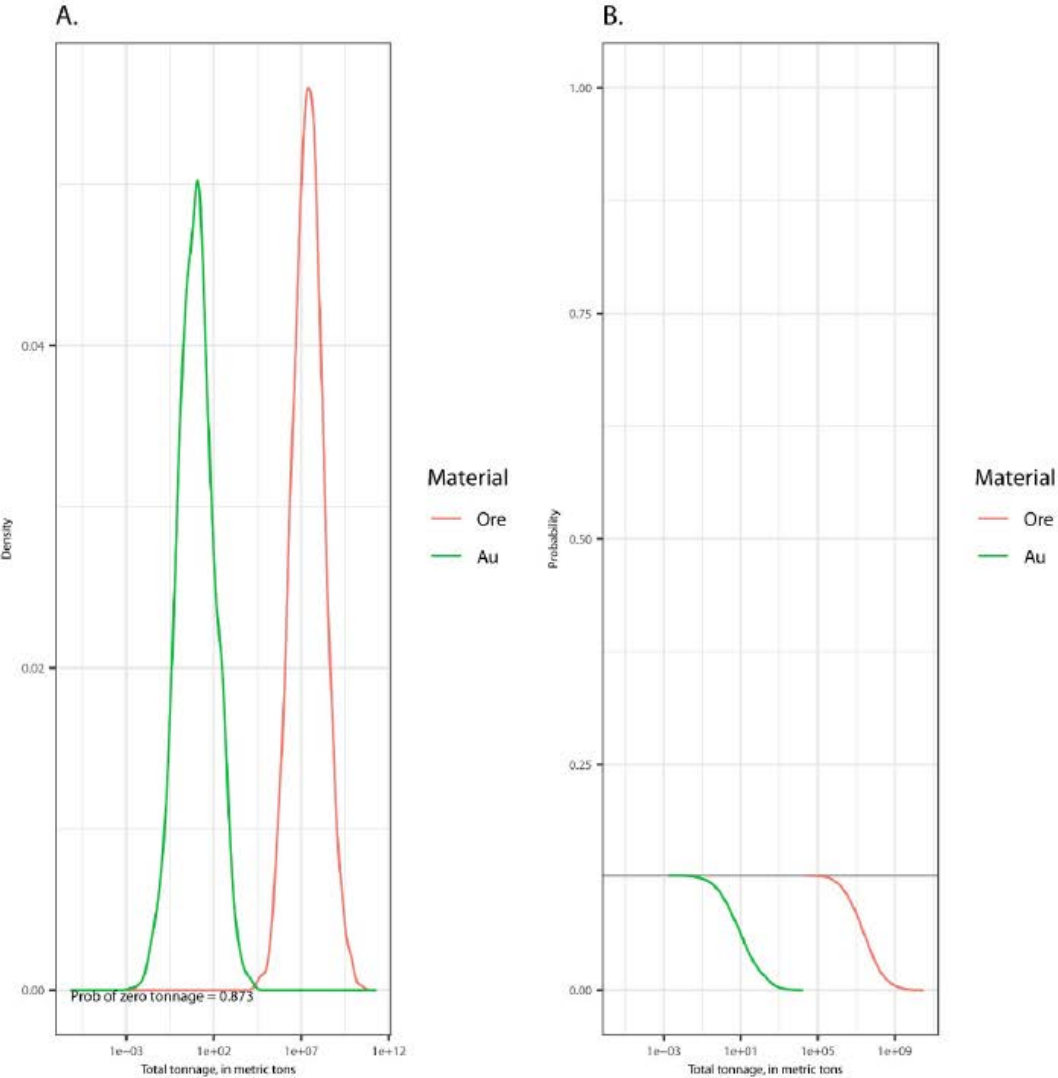 A.
0.04
0.02
0.00
Density
Prob of zero tonnage = 0.873
1e−03 1e+02 1e+07 1e+12
Total tonnage, in metric tons
Material
Ore
Au
B.
1.00
0.75
0.50
0.25
0.00
Probability
1e−03 1e+01 1e+05 1e+09
Total tonnage, in metric tons
Material
Ore
Au